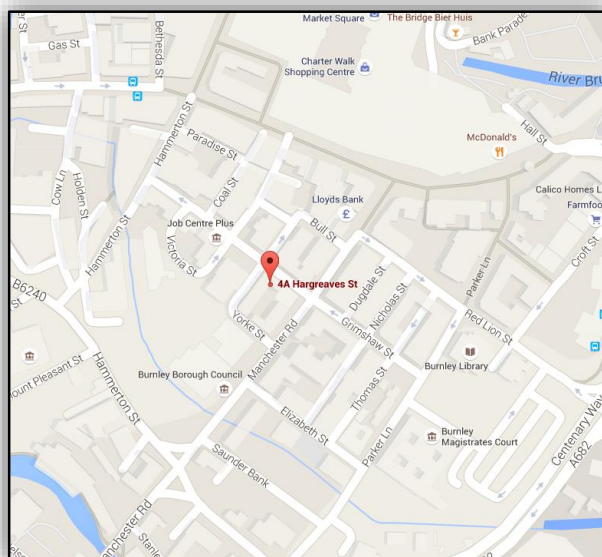 Market Square
The Bridge Bier Huis
Bank Parade
Gas St
Bethesda St
Charter Walk
Shopping Centre
River Bru
Hammerton St
Paradise St
McDonald's
Hall St
Cow Ln
Holden St
Coal St
Lloyds Bank
£
Calico Homes L
Farmfoo
Job Centre Plus
Bull St
Victoria St
Parker Ln
Croft St
Hammerton St
4A Hargreaves St
Dugdale St
Nicholas St
B6240
Yorke St
Manchester Rd
Grimshaw St
Red Lion St
ount Pleasant St
Hammerton St
Burnley Borough Council
Burnley Library
Thomas St
Elizabeth St
Burnley
Magistrates Court
Centenary Way
A682
Parker Ln
Saunder Bank
anchester Rd